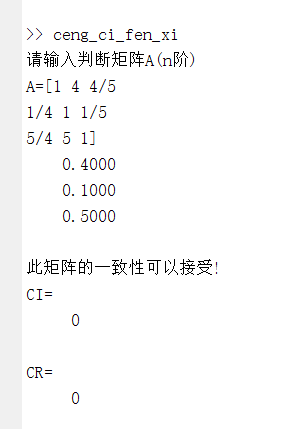 >> ceng_ci_fen_xi
请输入判断矩阵A(n阶)
A=[1 4 4/5
1/4 1 1/5
5/4 5 1]
0.4000
0.1000
0.5000
此矩阵的一致性可以接受!
CI=
0
CR=
0